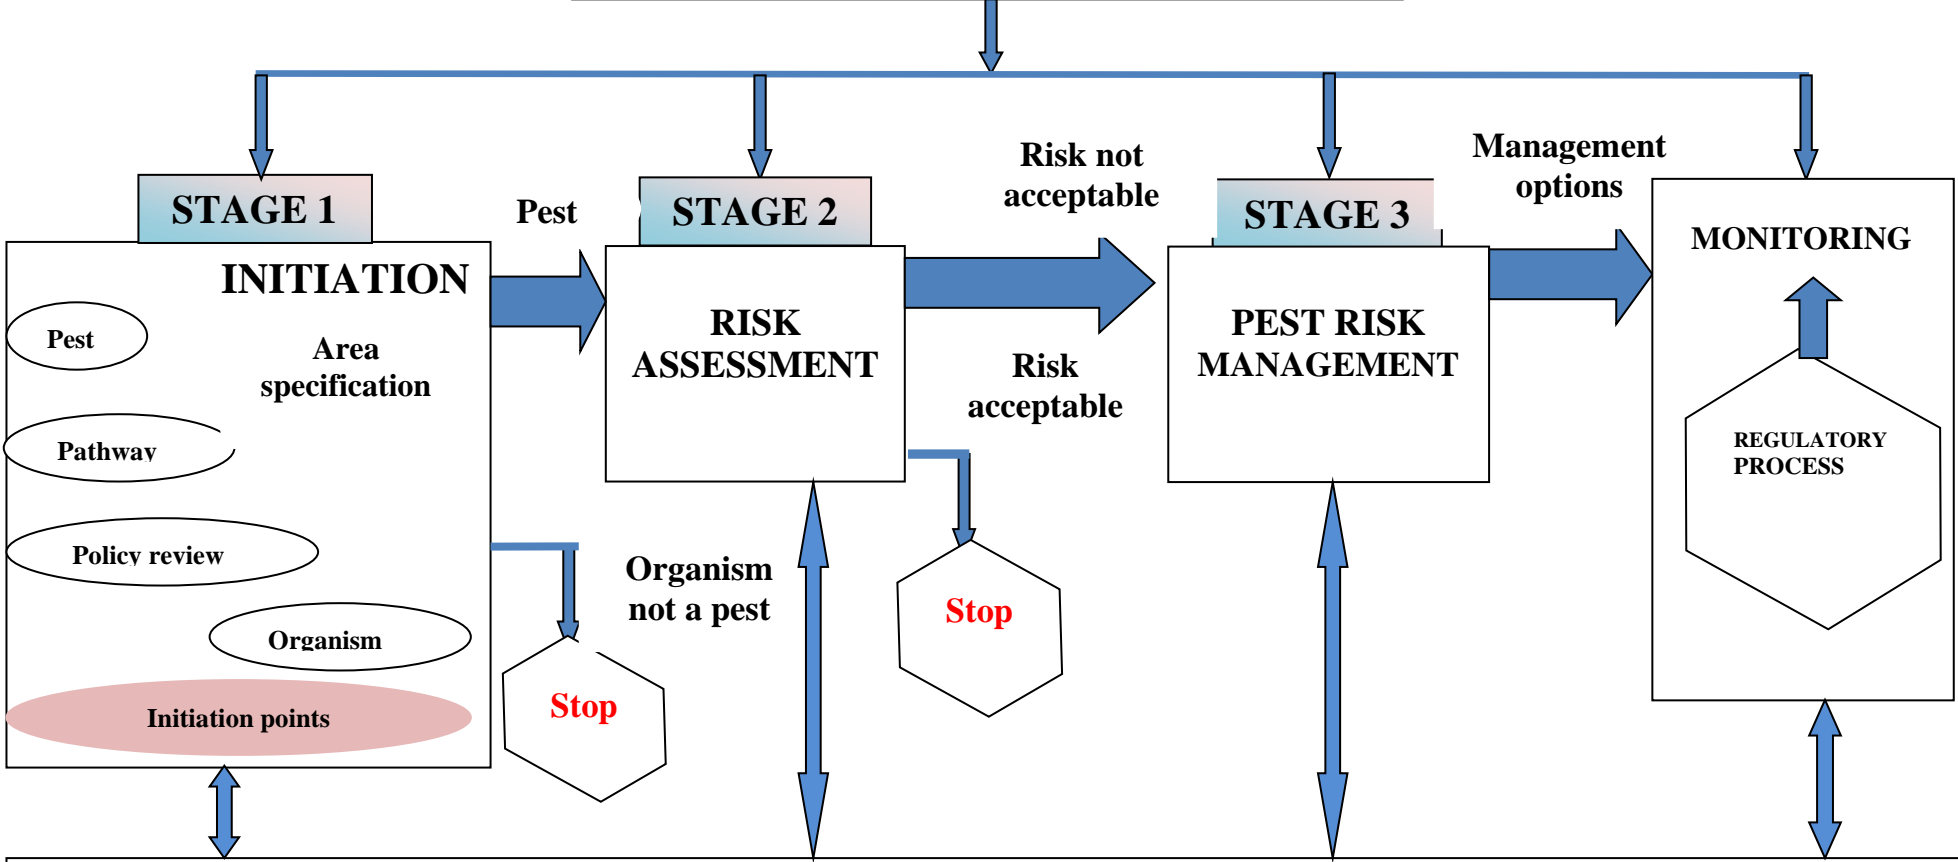 STAGE 1
INITIATION
Pest
Area
specification
Pathway
Policy review
Organism
Initiation points
Pest
Organism
not a pest
Stop
STAGE 2
RISK
ASSESSMENT
Risk not
acceptable
Risk
acceptable
Stop
STAGE 3
PEST RISK
MANAGEMENT
Management
options
MONITORING
REGULATORY
PROCESS